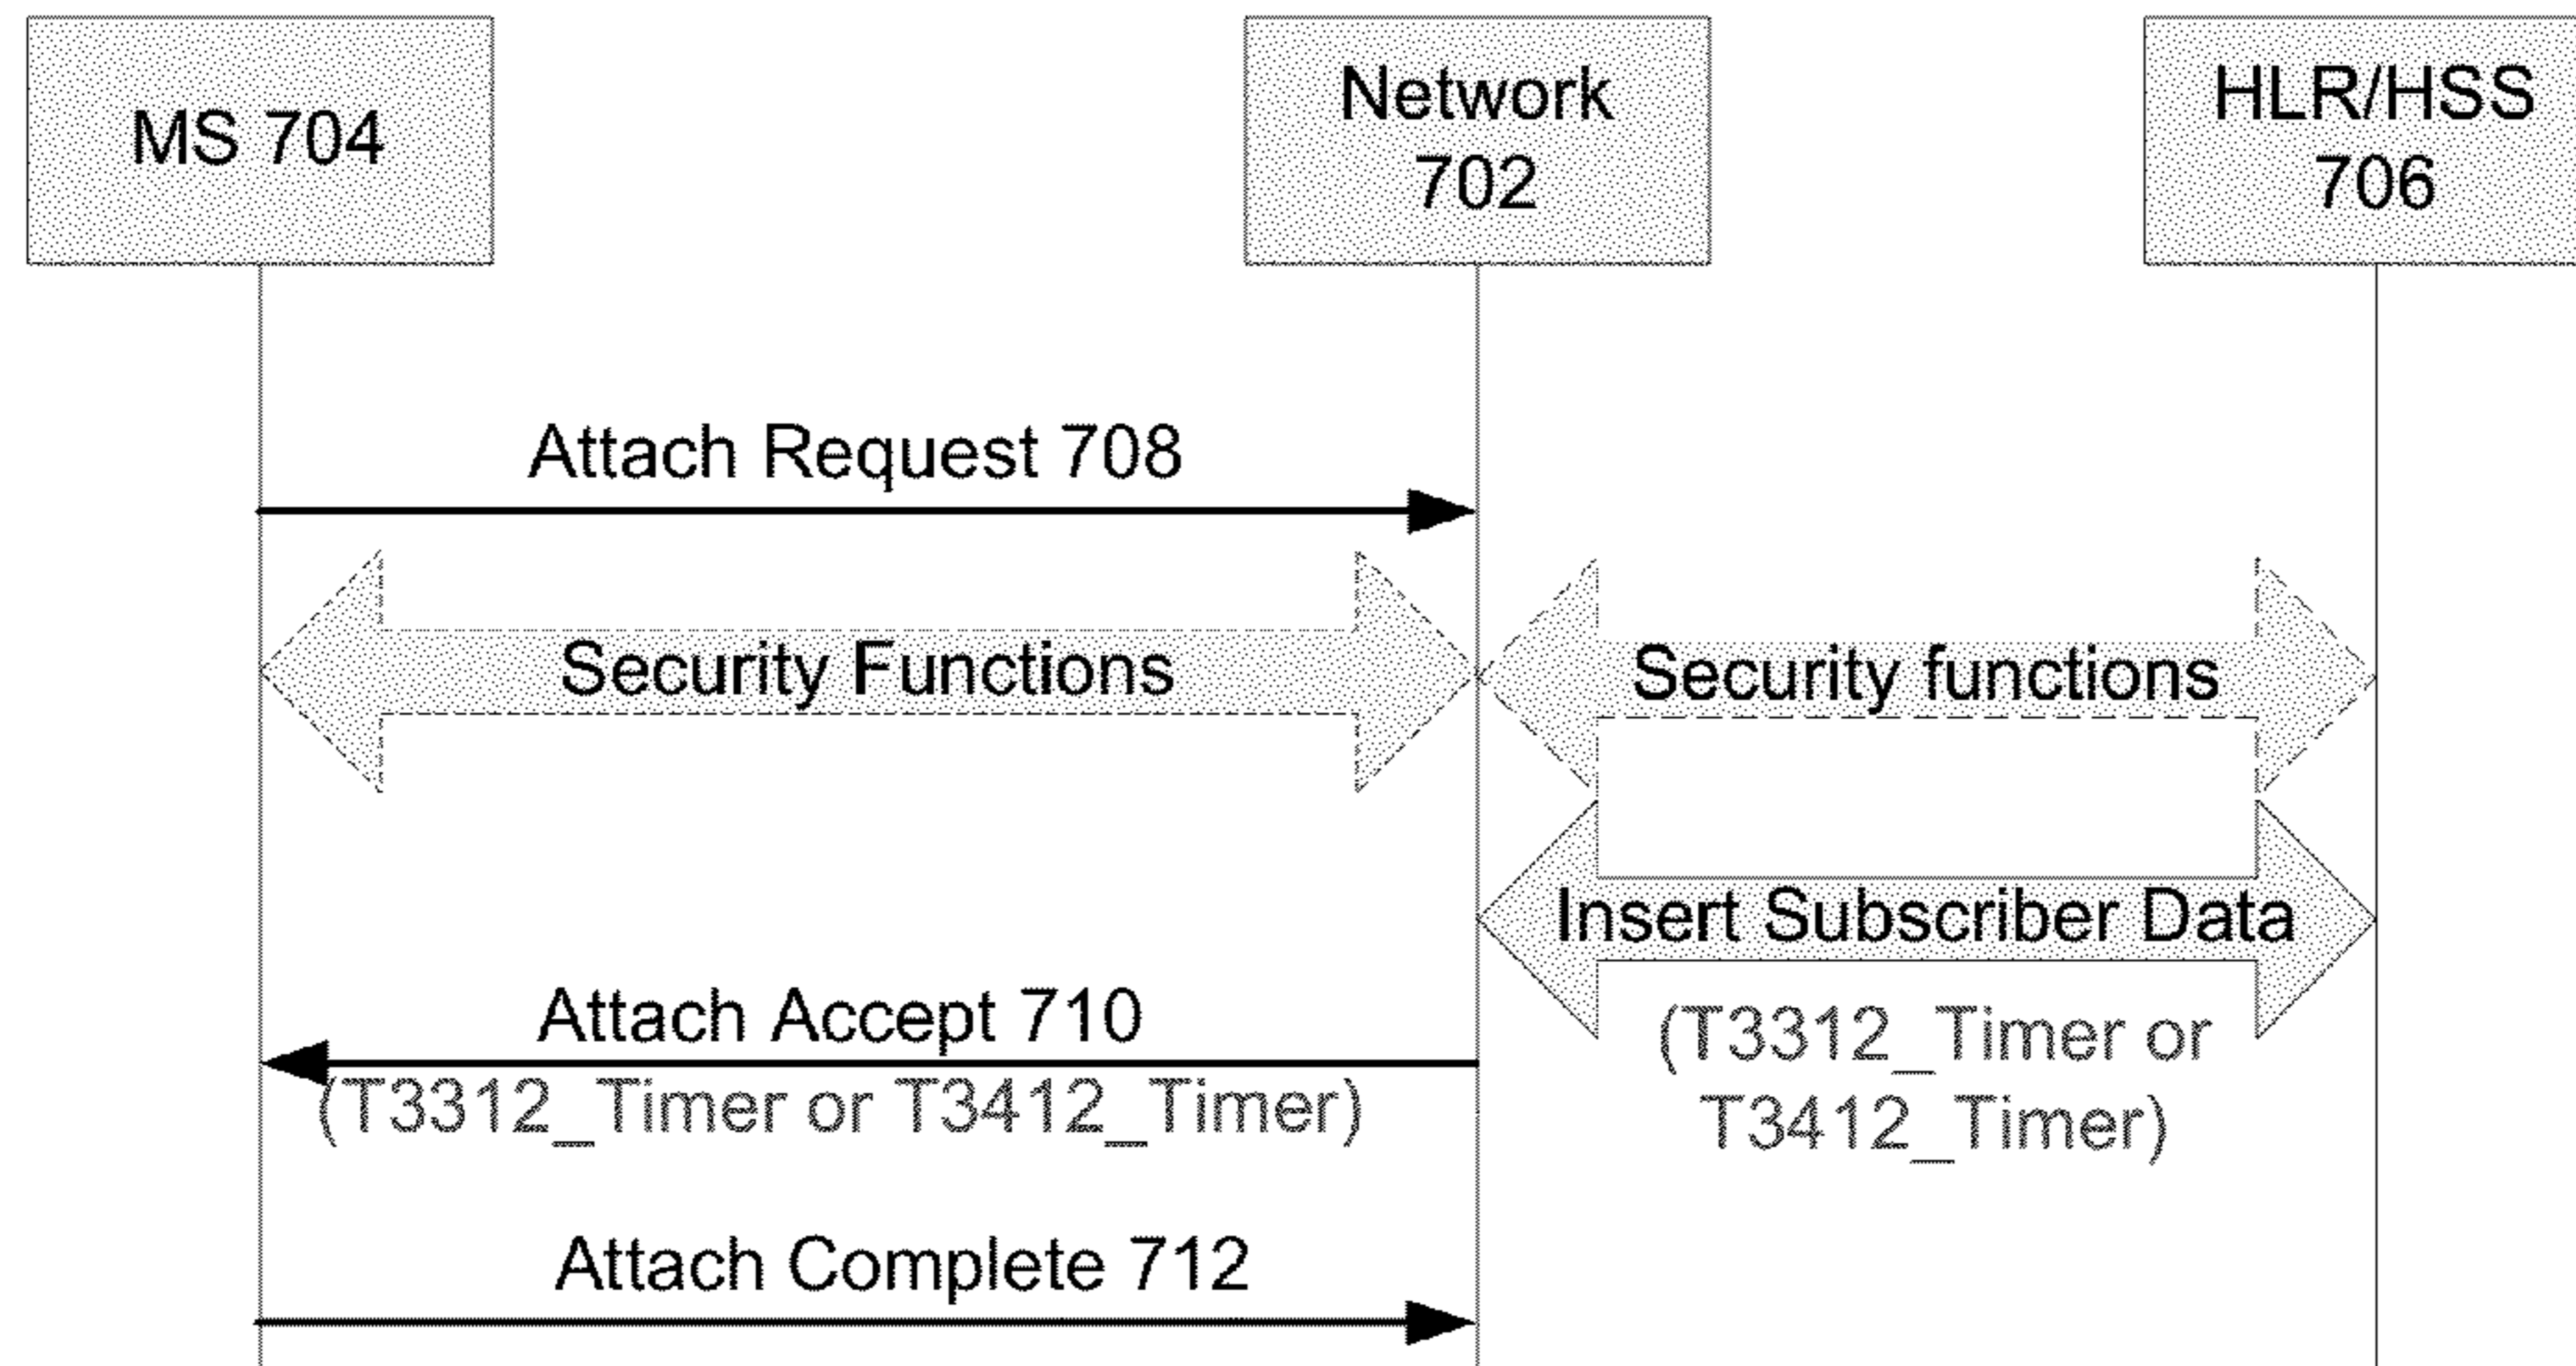 MS 704
Network
702
HLR/HSS
706
Attach Request 708
Security Functions
Security functions
Insert Subscriber Data
(T3312_Timer or
T3412_Timer)
Attach Accept 710
(T3312_Timer or T3412_Timer)
Attach Complete 712